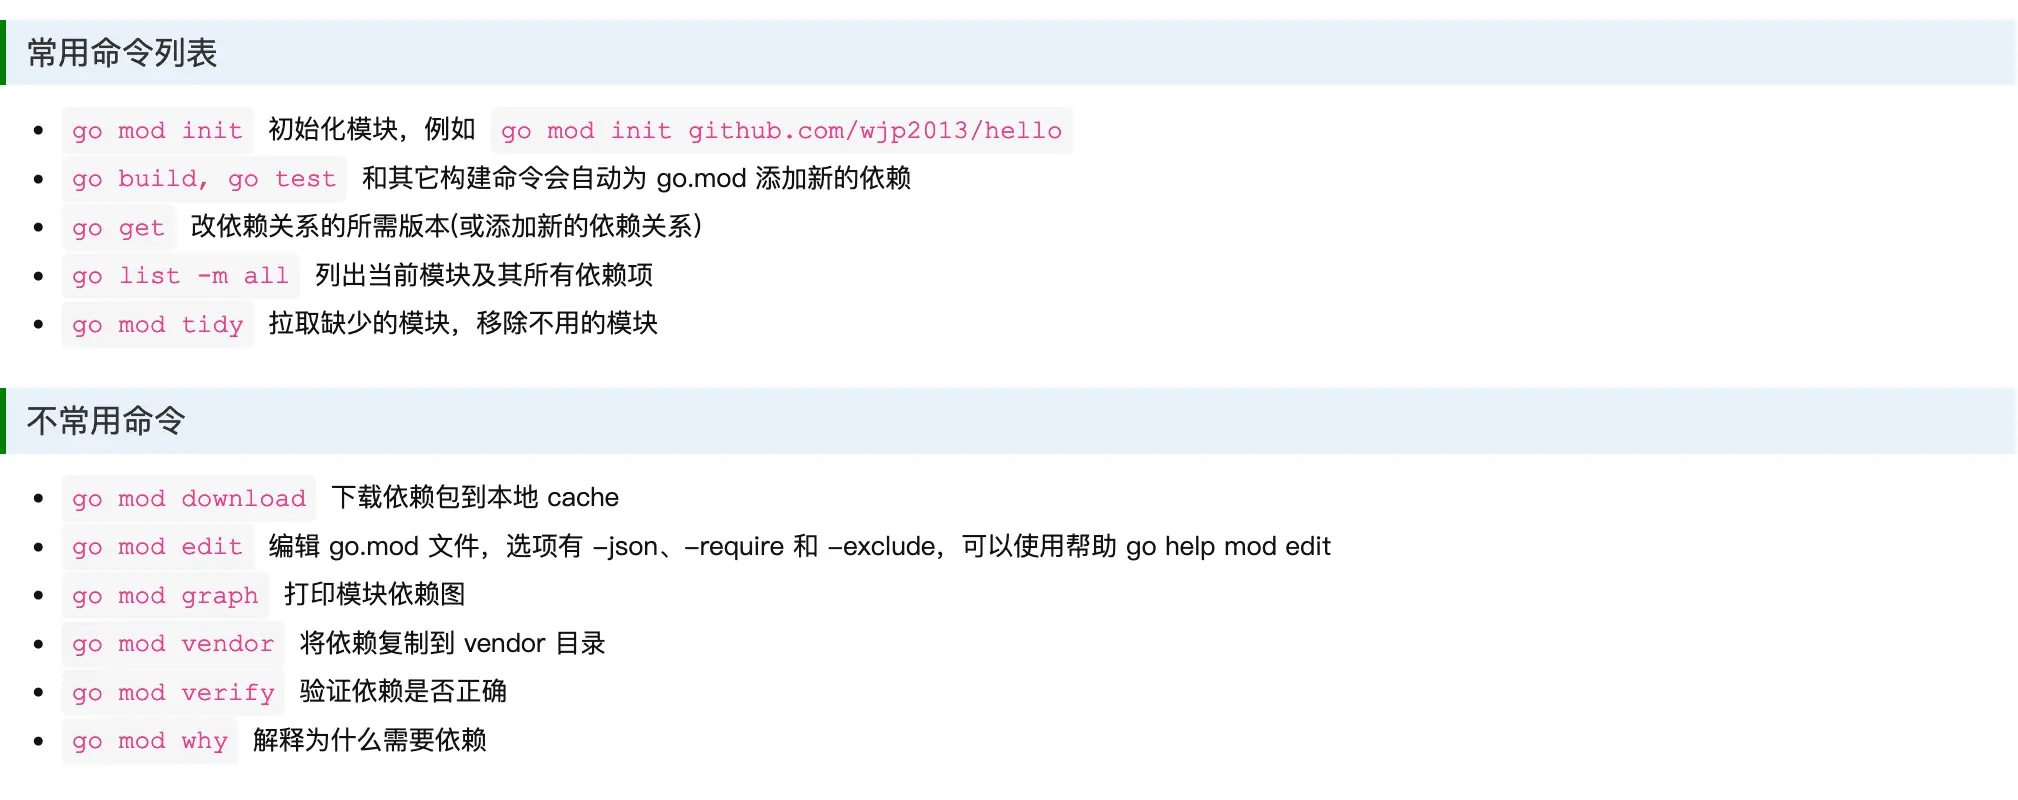 常用命令列表
go mod init 初始化模块，例如 go mod init github.com/wjp2013/hello
go build, go test 和其它构建命令会自动为 go.mod 添加新的依赖
go get 改依赖关系的所需版本(或添加新的依赖关系)
go list -m all 列出当前模块及其所有依赖项
go mod tidy 拉取缺少的模块，移除不用的模块
不常用命令
go mod download 下载依赖包到本地 cache
go mod edit 编辑 go.mod 文件，选项有 –json、–require 和 –exclude，可以使用帮助 go help mod edit
go mod graph 打印模块依赖图
go mod vendor 将依赖复制到 vendor 目录
go mod verify 验证依赖是否正确
go mod why 解释为什么需要依赖